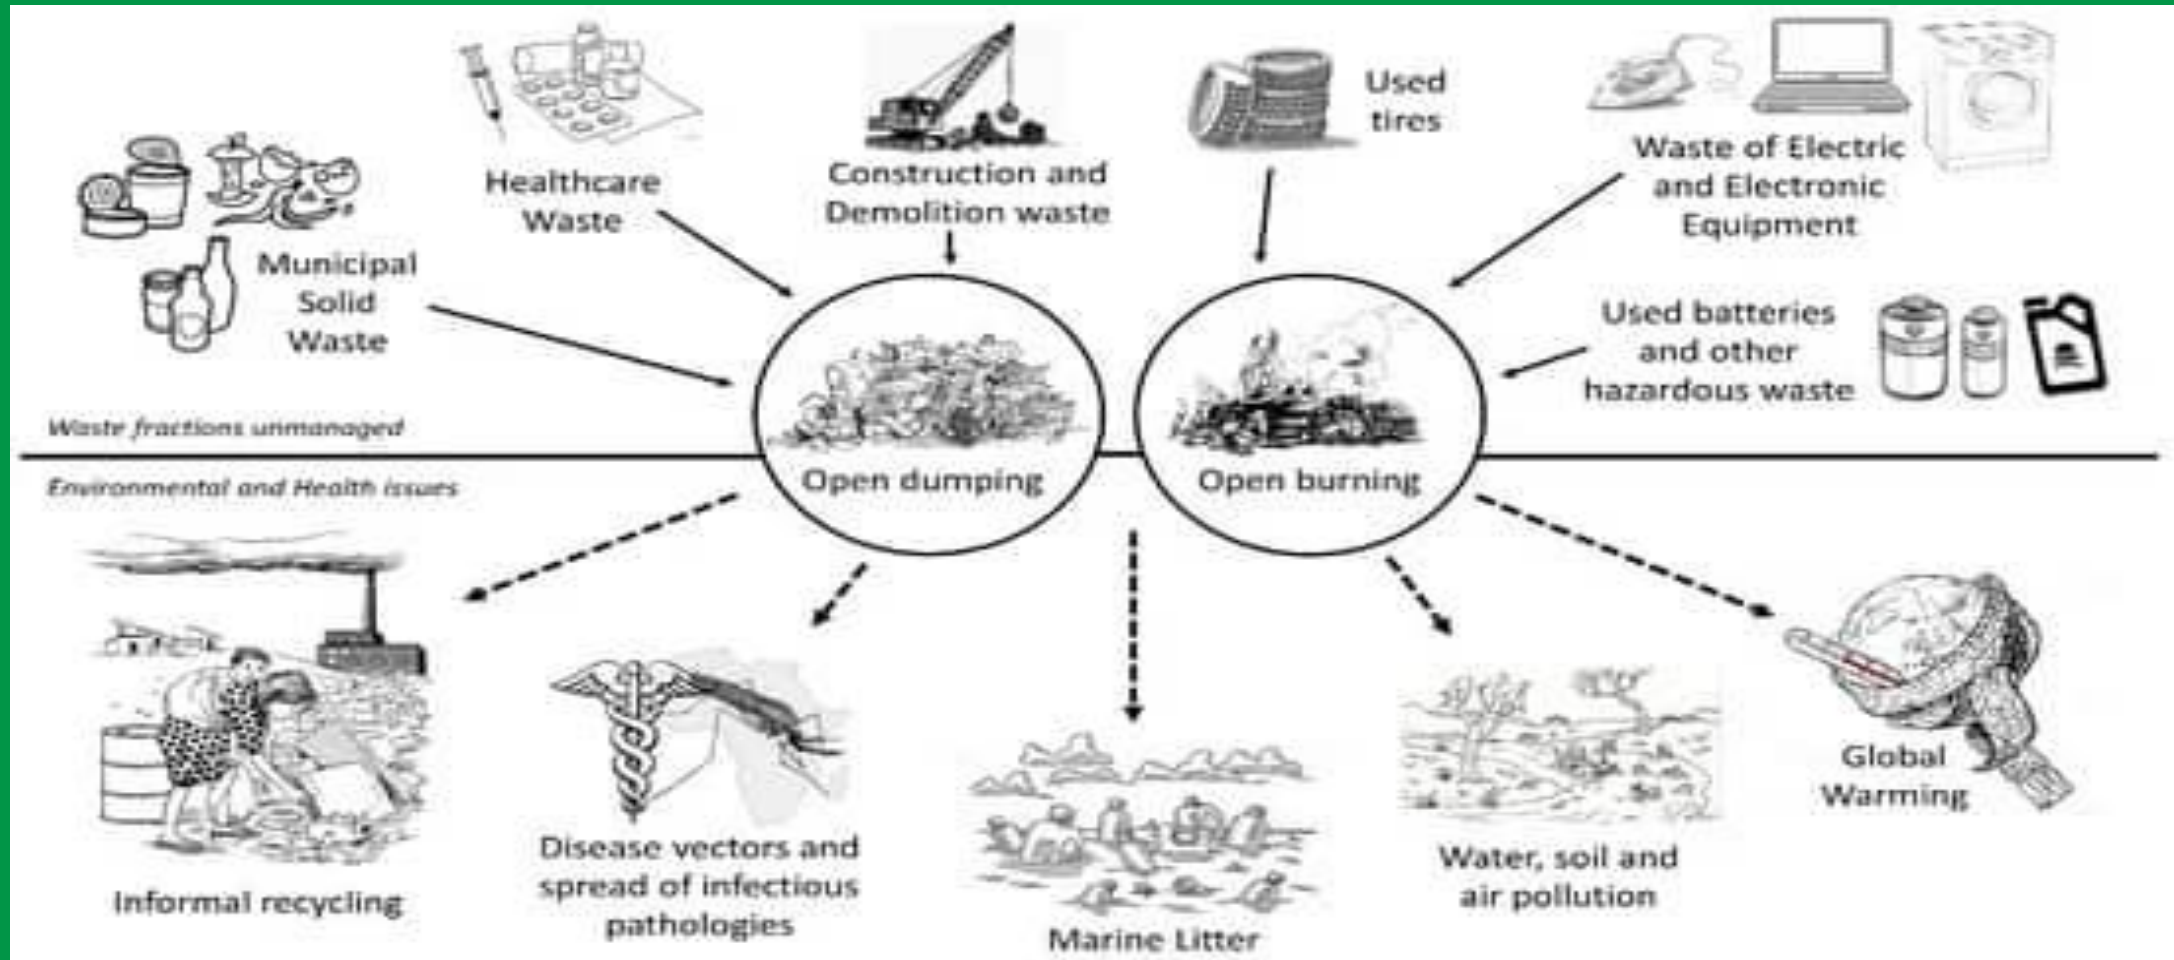 Healthcare
Waste
Construction and
Demolition waste
Used
tires
Waste of Electric
and Electronic
Equipment
Municipal
Solid
Waste
Used batteries
and other
hazardous waste
Waste fractions unmanaged
Environmental and Health issues
Open dumping
Open burning
Informal recycling
Disease vectors and
spread of infectious
pathologies
Marine Litter
Water, soil and
air pollution
Global
Warming